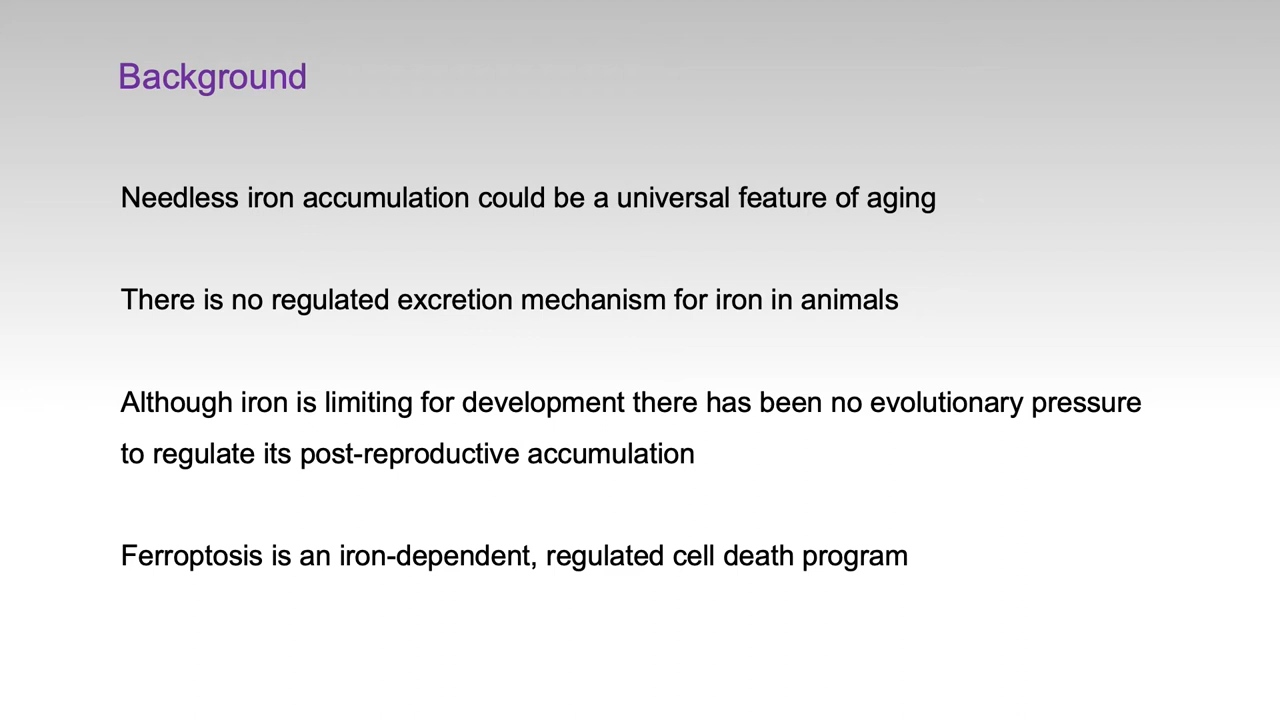 Background
Needless iron accumulation could be a universal feature of aging
There is no regulated excretion mechanism for iron in animals
Although iron is limiting for development there has been no evolutionary pressure
to regulate its post-reproductive accumulation
Ferroptosis is an iron-dependent, regulated cell death program